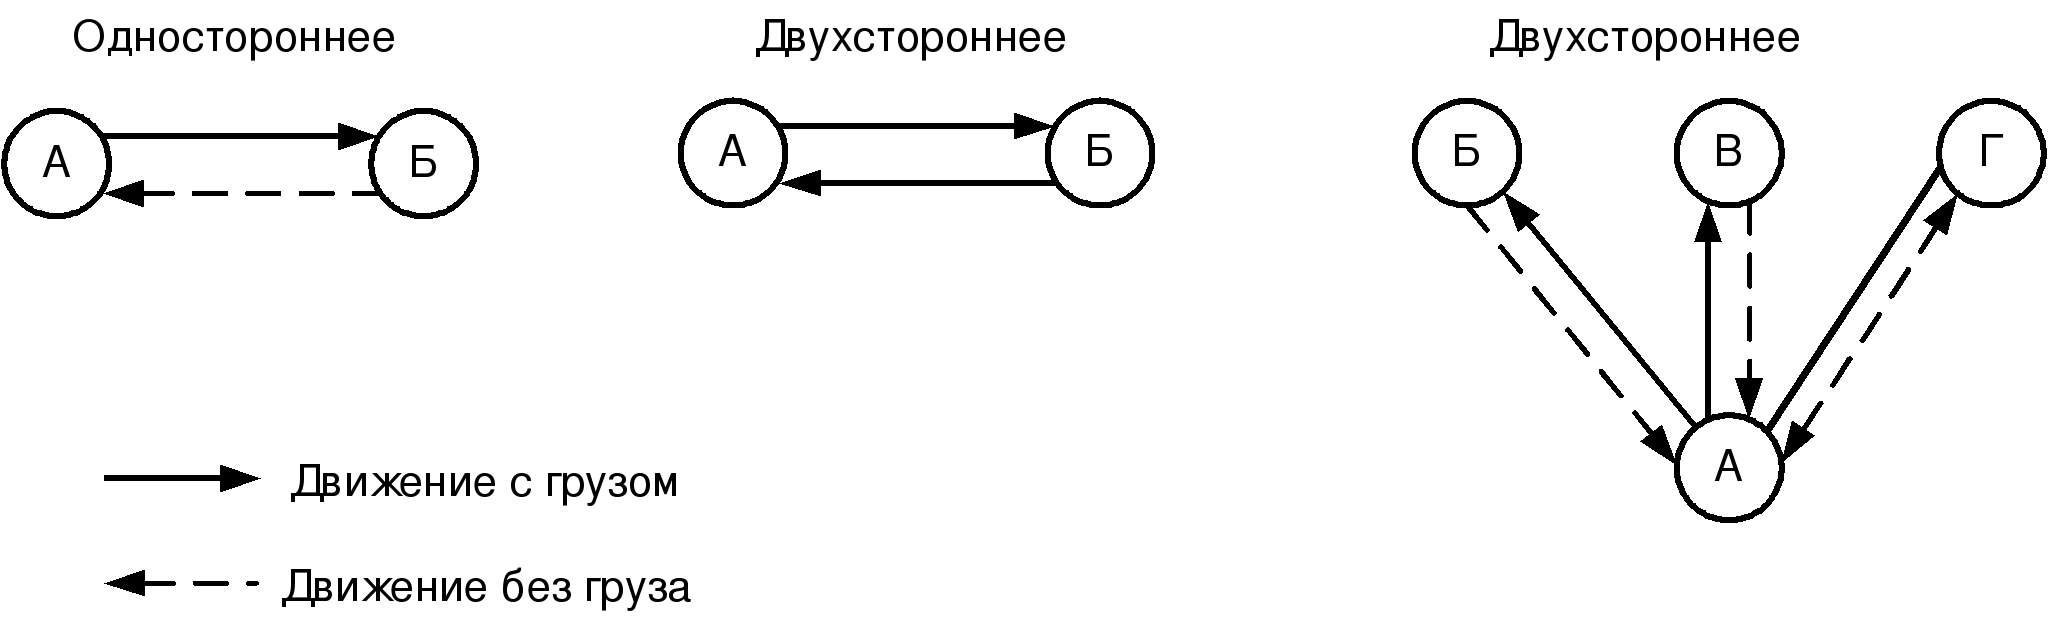 Одностороннее
Двухстороннее
Двухстороннее
А
Б
А
Б
Б
В
Г
А
Движение с грузом
Движение без груза